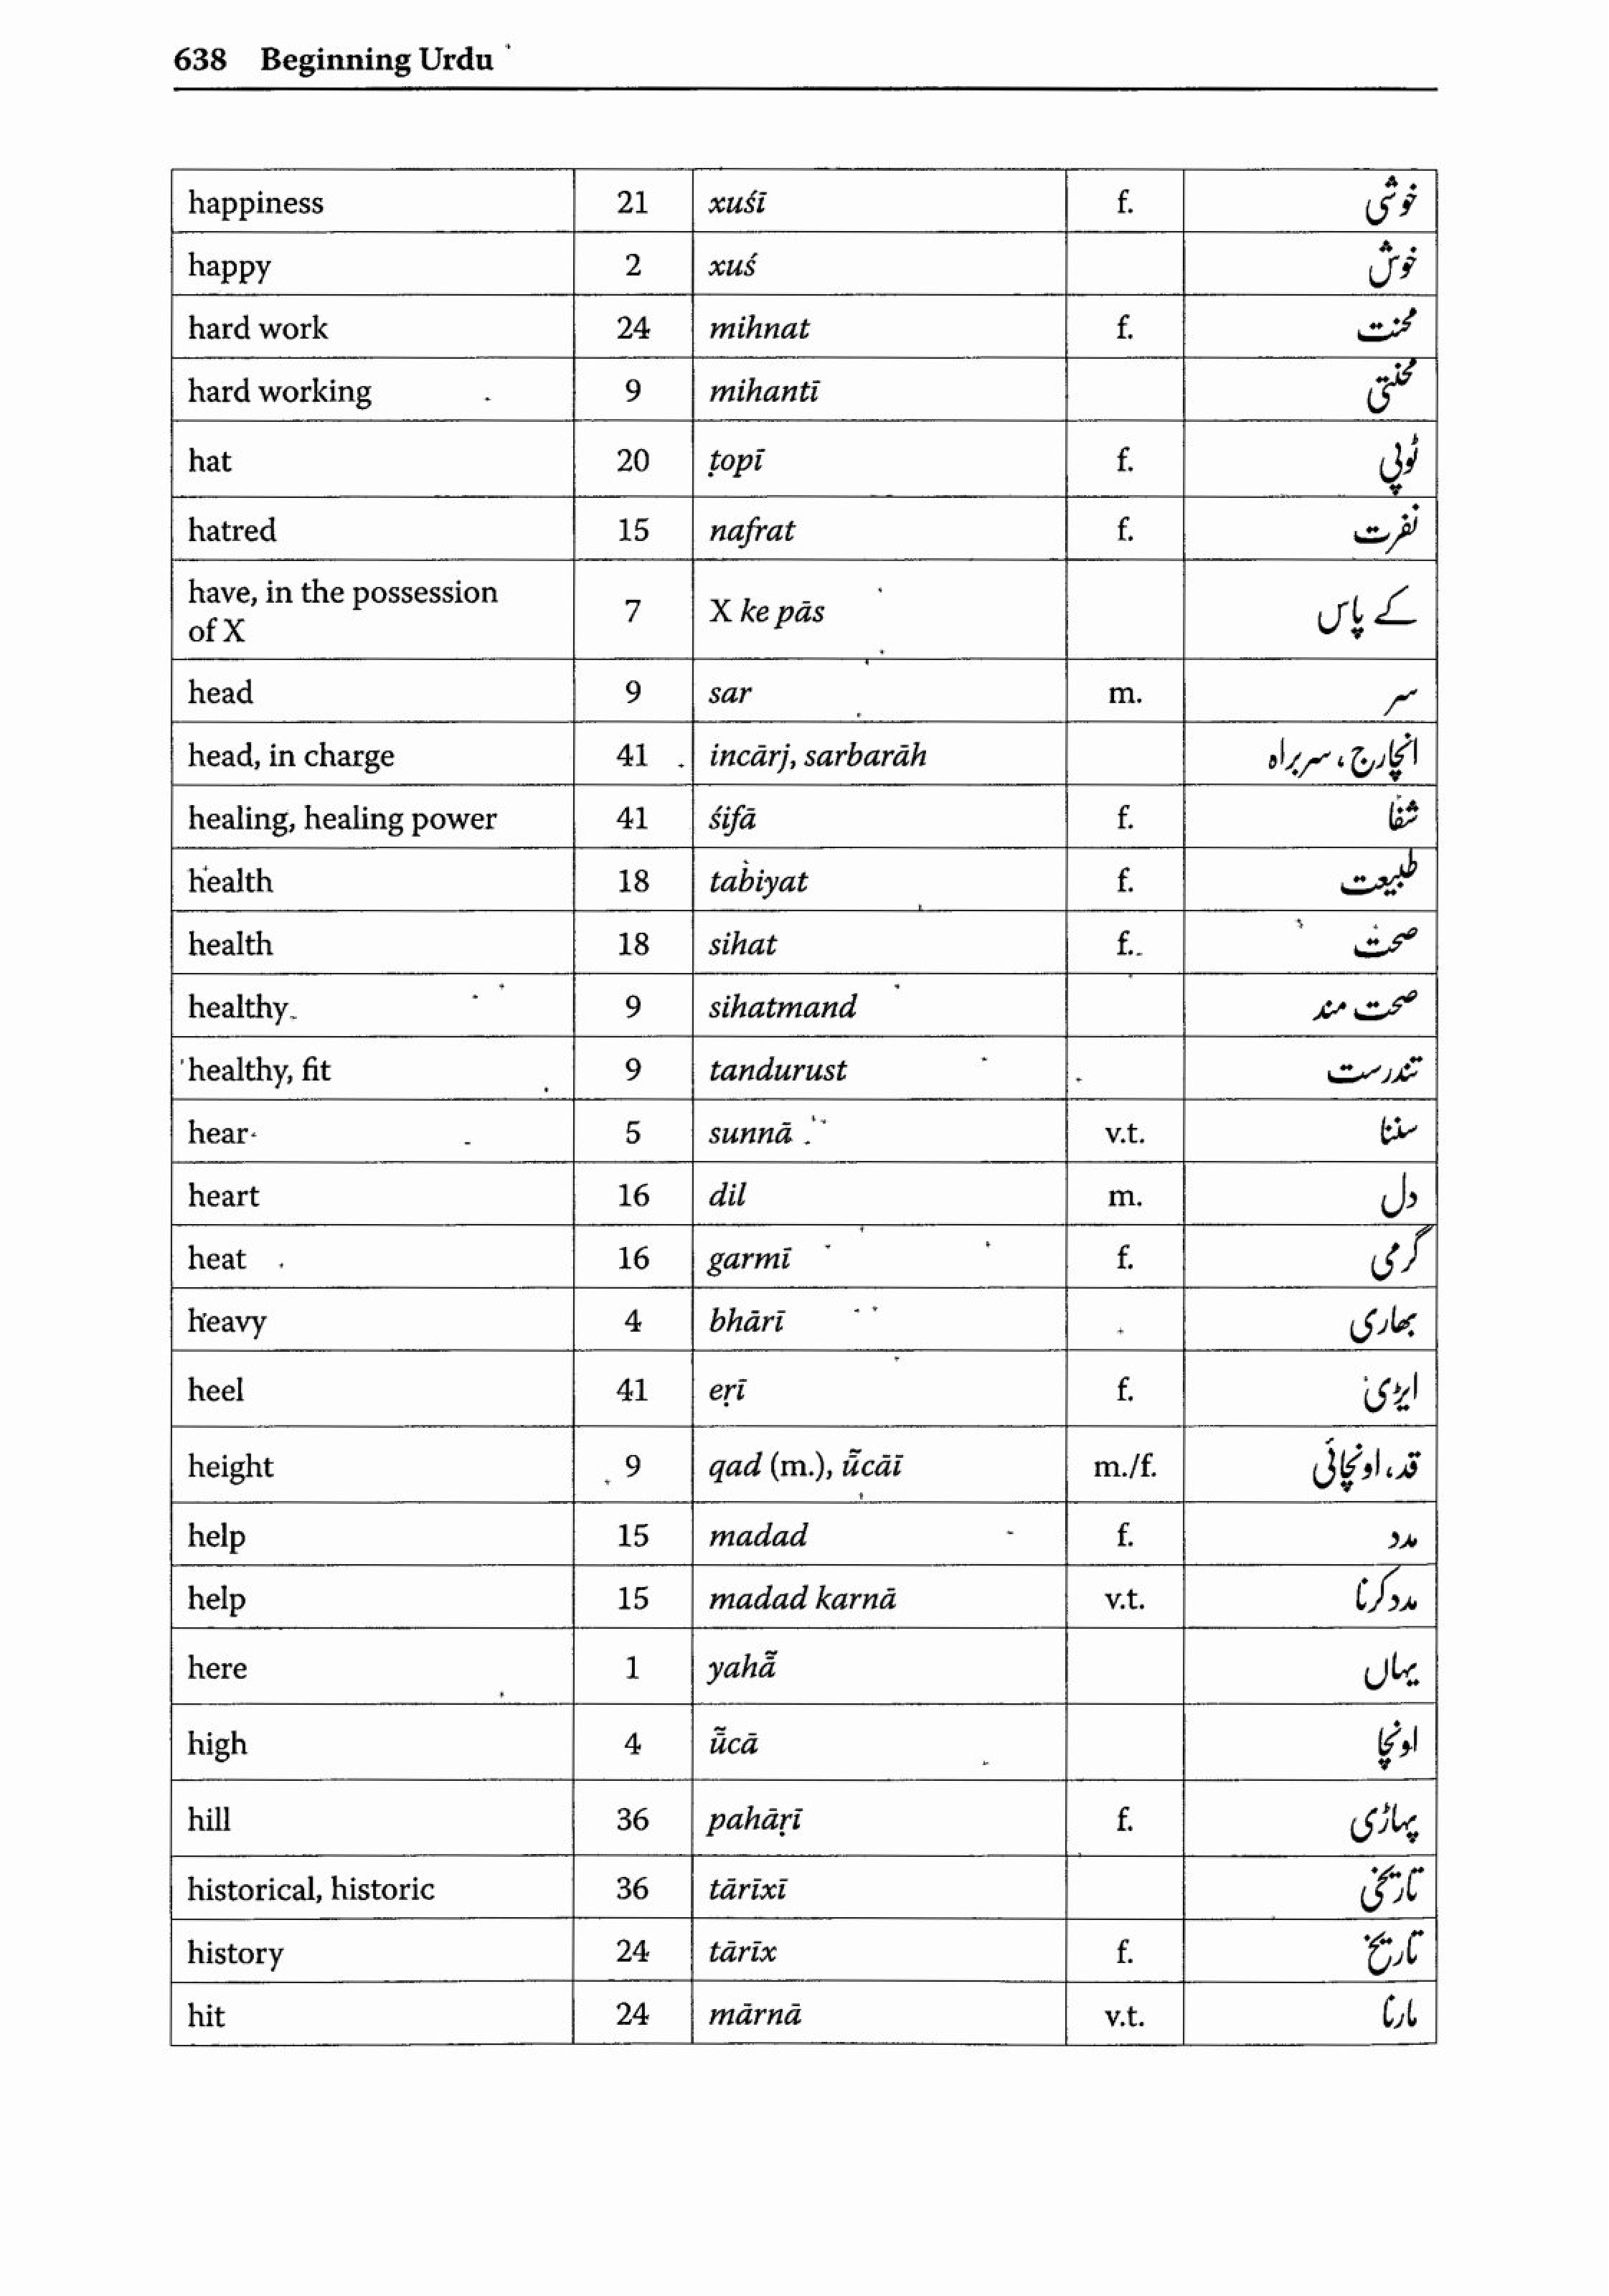 638 Beginning Urdu
happiness 21 xuśī f. خوشی
happy 2 xuś خوش
hard work 24 mihnat f. محنت
hard working 9 mihantī محنتی
hat 20 ṭopī f. ٹوپی
hatred 15 nafrat f. نفرت
have, in the possession
of X 7 X ke pās کے پاس
head 9 sar m. سر
head, in charge 41 incārj, sarbarāh انچارج، سربراہ
healing, healing power 41 śifā f. شفا
health 18 tabiyat f. طبیعت
health 18 sihat f. صحت
healthy 9 sihatmand صحت مند
healthy, fit 9 tandurust تندرست
hear 5 sunnā v.t. سننا
heart 16 dil m. دل
heat 16 garmī f. گرمی
heavy 4 bhārī بھاری
heel 41 eṛī f. ایڑی
height 9 qad (m.), ū̃cāī m./f. قد، اونچائی
help 15 madad f. مدد
help 15 madad karnā v.t. مدد کرنا
here 1 yahā̃ یہاں
high 4 ū̃cā اونچا
hill 36 pahāṛī f. پہاڑی
historical, historic 36 tārīxī تاریخی
history 24 tārīx f. تاریخ
hit 24 mārnā v.t. مارنا